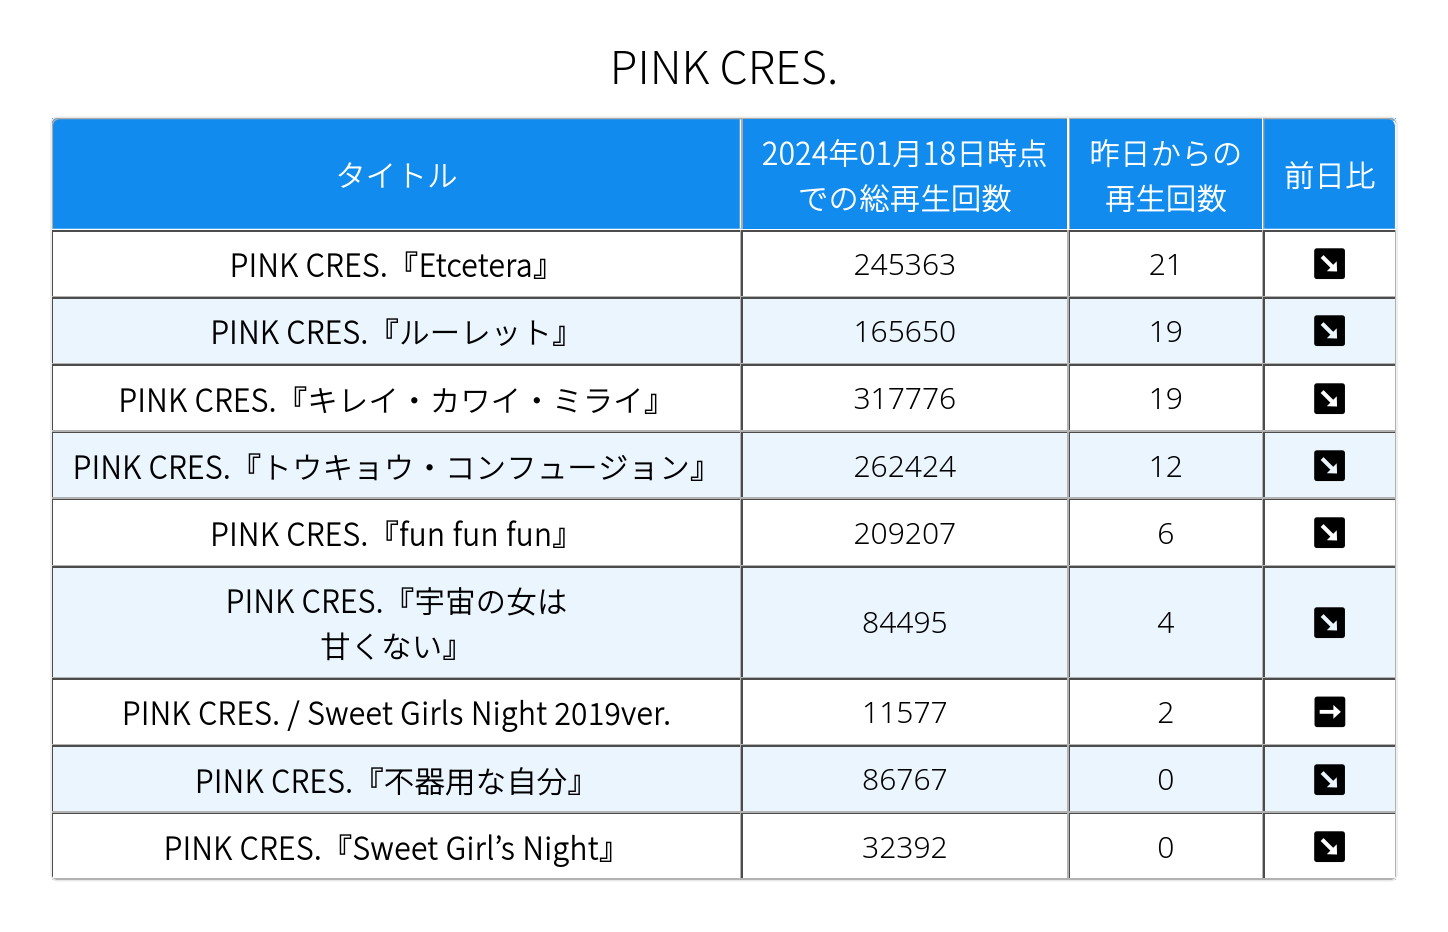 PINK CRES.
タイトル
2024年01月18日時点
での総再生回数
昨日からの
再生回数
前日比
PINK CRES.『Etcetera』 245363 21 ↘
PINK CRES.『ルーレット』 165650 19 ↘
PINK CRES.『キレイ・カワイ・ミライ』 317776 19 ↘
PINK CRES.『トウキョウ・コンフュージョン』 262424 12 ↘
PINK CRES.『fun fun fun』 209207 6 ↘
PINK CRES.『宇宙の女は
甘くない』 84495 4 ↘
PINK CRES. / Sweet Girls Night 2019ver. 11577 2 →
PINK CRES.『不器用な自分』 86767 0 ↘
PINK CRES.『Sweet Girl’s Night』 32392 0 ↘